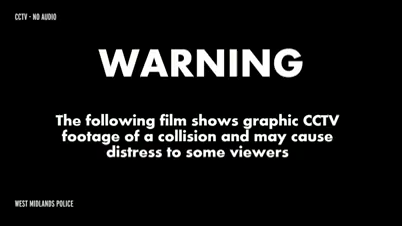 CCTV - NO AUDIO
WARNING
The following film shows graphic CCTV
footage of a collision and may cause
distress to some viewers
WEST MIDLANDS POLICE